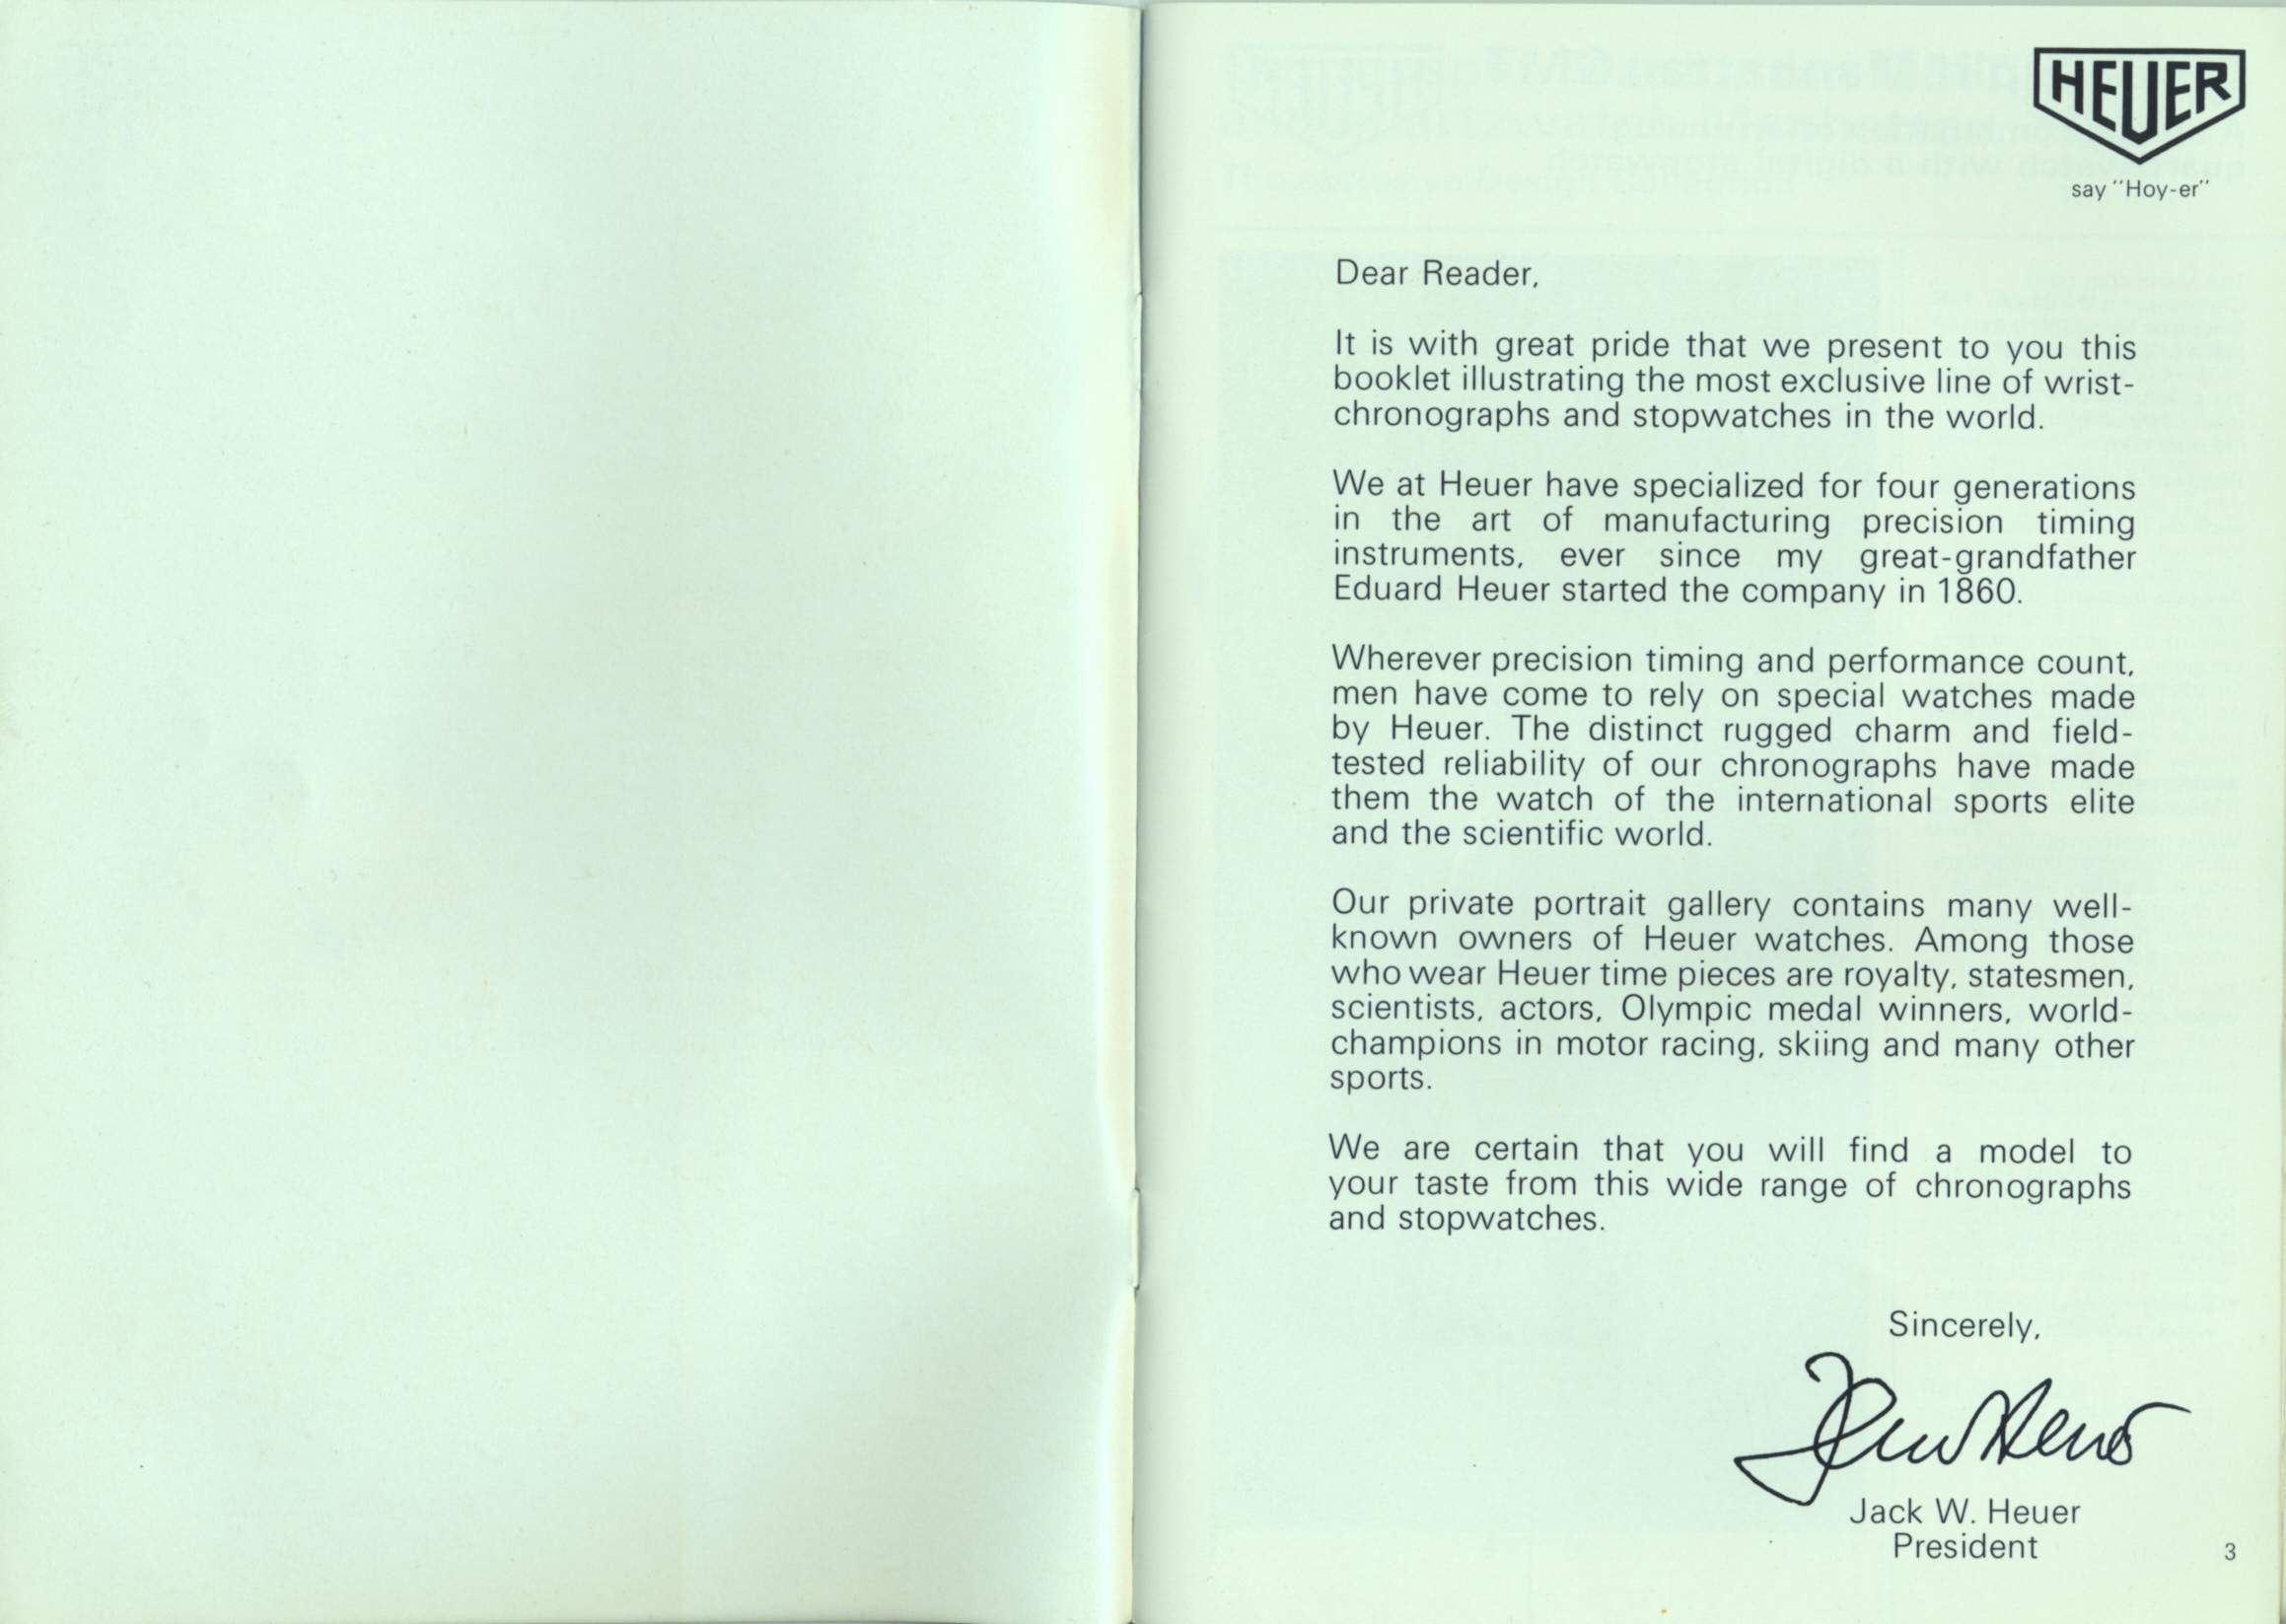 HEUER
say "Hoy-er"
Dear Reader,
It is with great pride that we present to you this
booklet illustrating the most exclusive line of wrist-
chronographs and stopwatches in the world.
We at Heuer have specialized for four generations
in the art of manufacturing precision timing
instruments, ever since my great-grandfather
Eduard Heuer started the company in 1860.
Wherever precision timing and performance count,
men have come to rely on special watches made
by Heuer. The distinct rugged charm and field-
tested reliability of our chronographs have made
them the watch of the international sports elite
and the scientific world.
Our private portrait gallery contains many well-
known owners of Heuer watches. Among those
who wear Heuer time pieces are royalty, statesmen,
scientists, actors, Olympic medal winners, world-
champions in motor racing, skiing and many other
sports.
We are certain that you will find a model to
your taste from this wide range of chronographs
and stopwatches.
Sincerely,
Jack W. Heuer
President
3